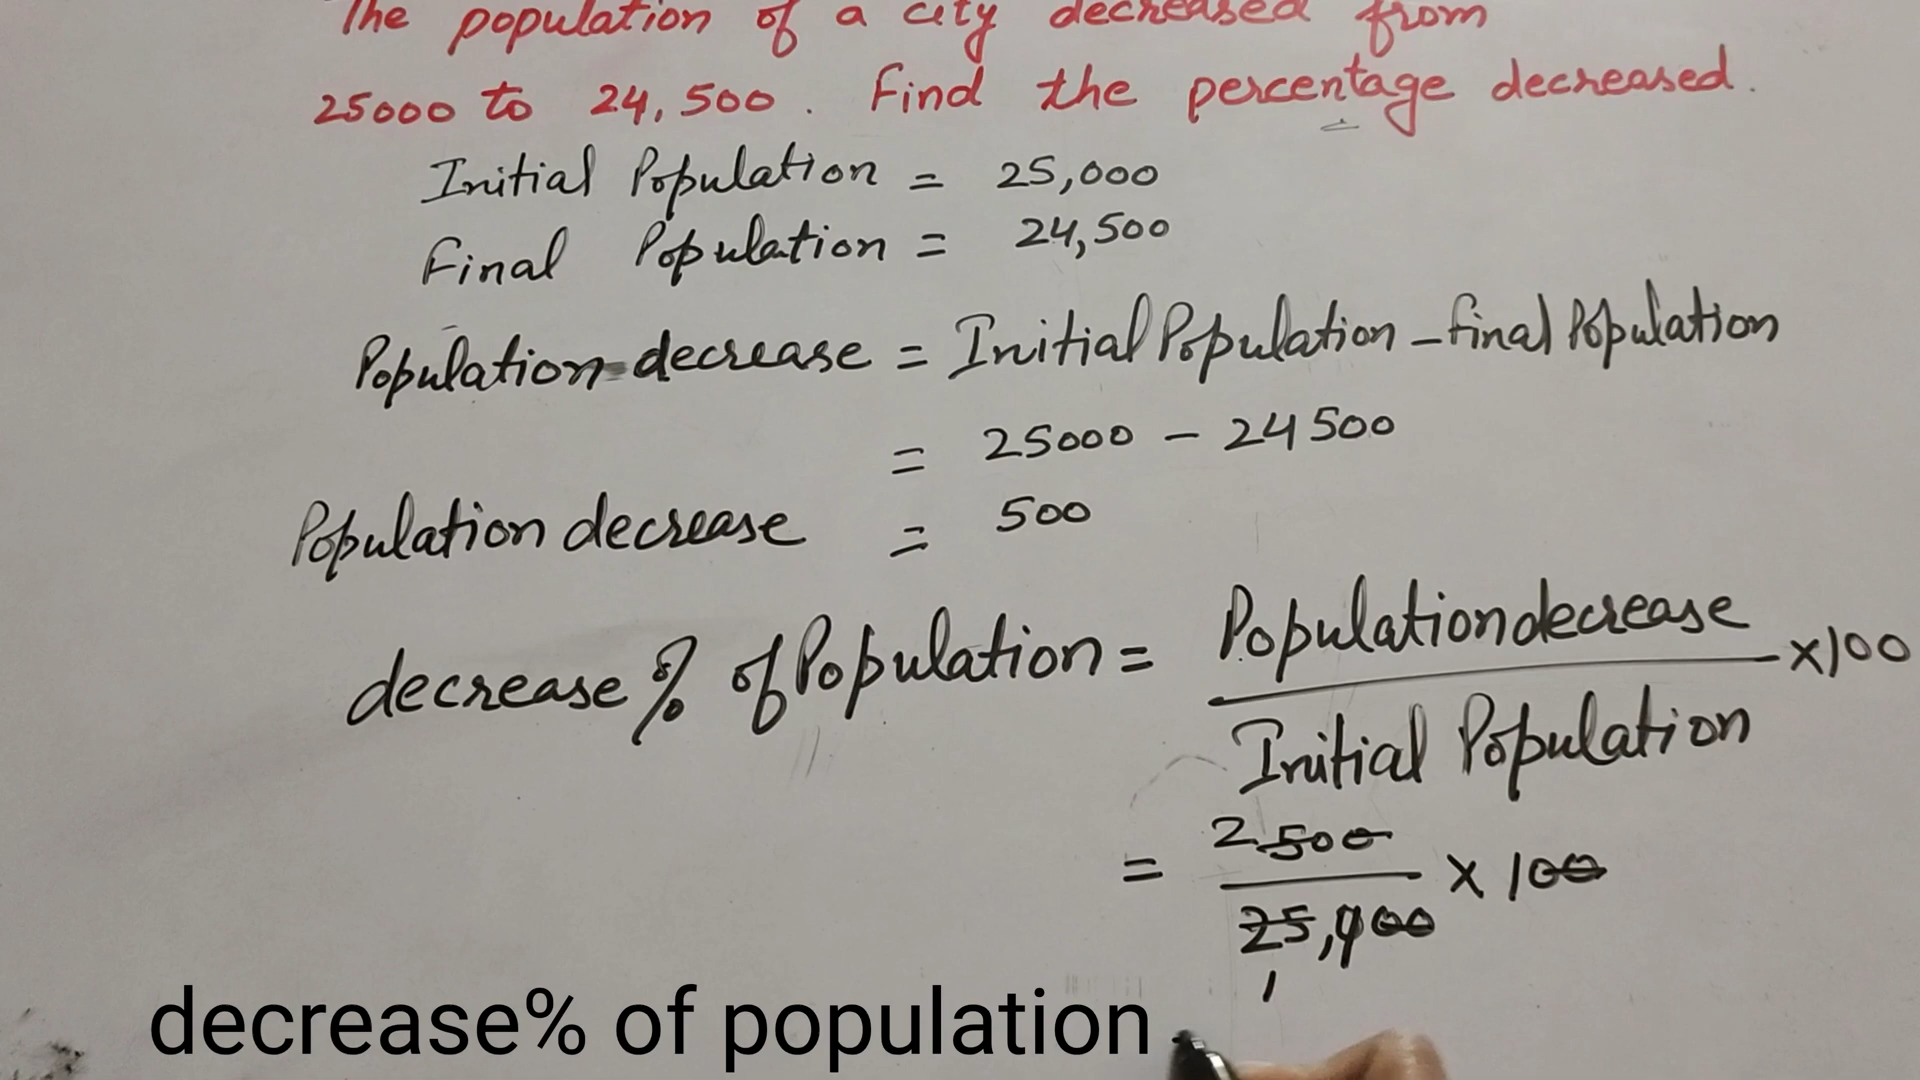 The population of a city decreased from
25000 to 24,500. Find the percentage decreased.
Initial Population = 25,000
Final Population = 24,500
Population decrease = Initial Population - final Population
= 25000 - 24500
Population decrease = 500
decrease % of Population = Population decrease / Initial Population ×100
= 2 500 / 25,000 × 100
1
decrease% of population